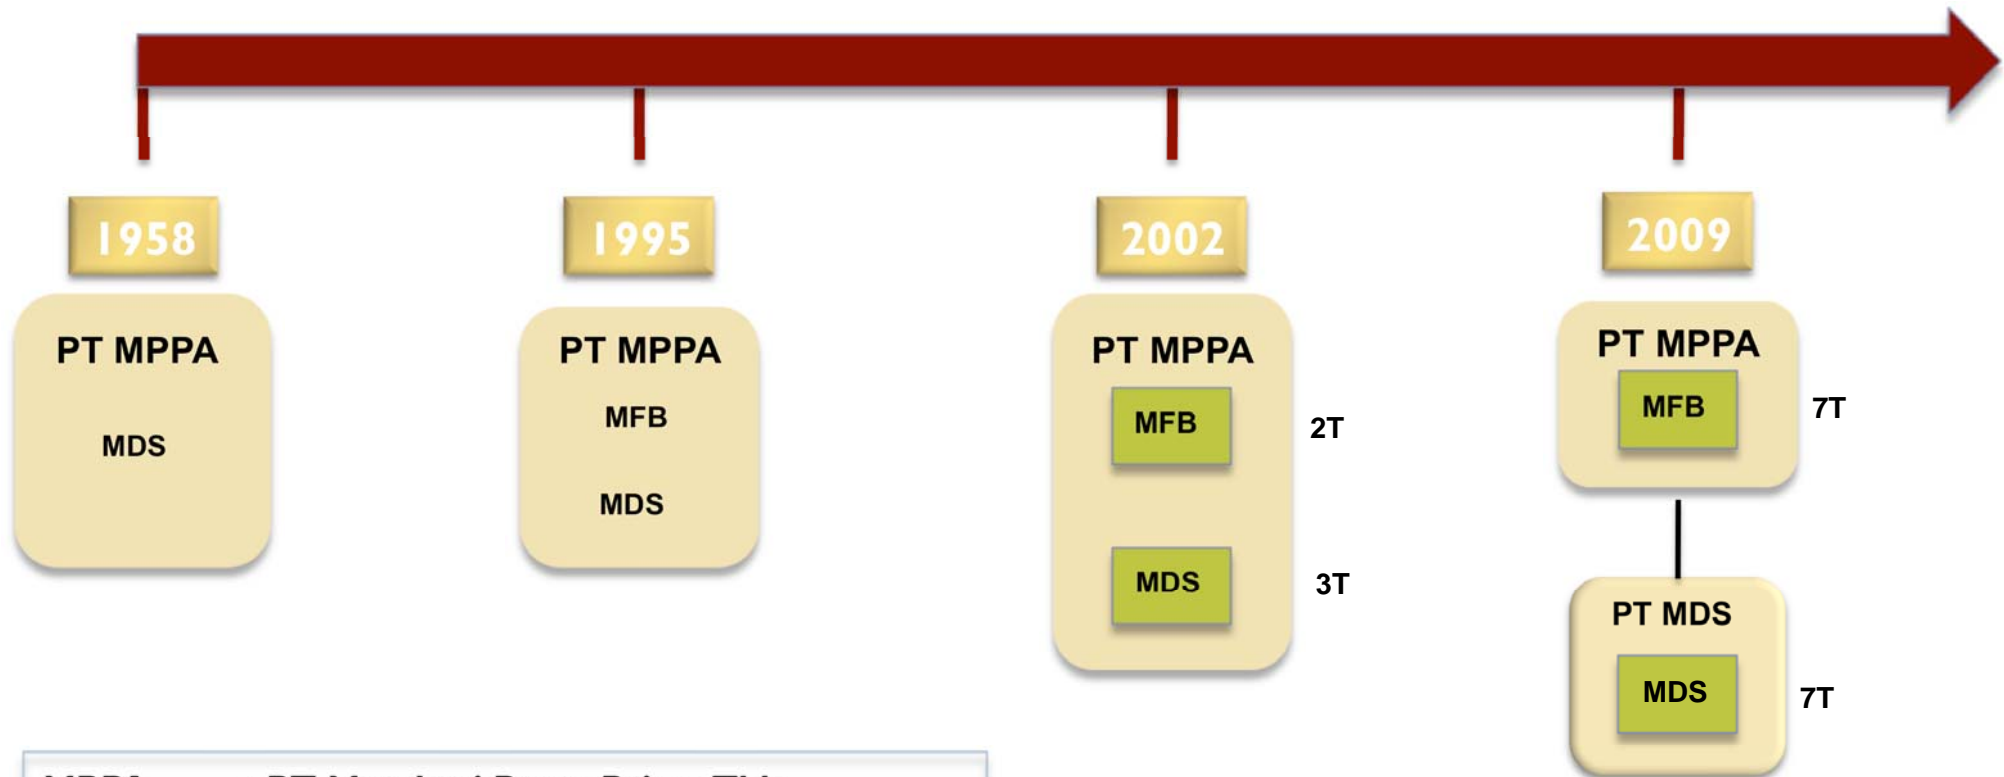 1958
PT MPPA
MDS
1995
PT MPPA
MFB
MDS
2002
PT MPPA
MFB
2T
MDS
3T
2009
PT MPPA
MFB
7T
PT MDS
MDS
7T